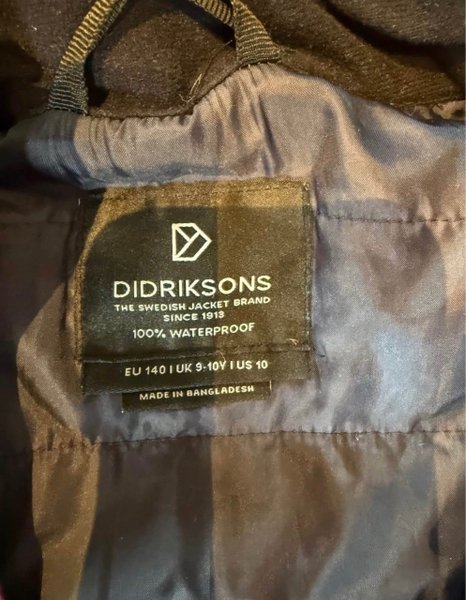 DIDRIKSONS
THE SWEDISH JACKET BRAND
SINCE 1913
100% WATERPROOF
EU 140 | UK 9-10Y | US 10
MADE IN BANGLADESH